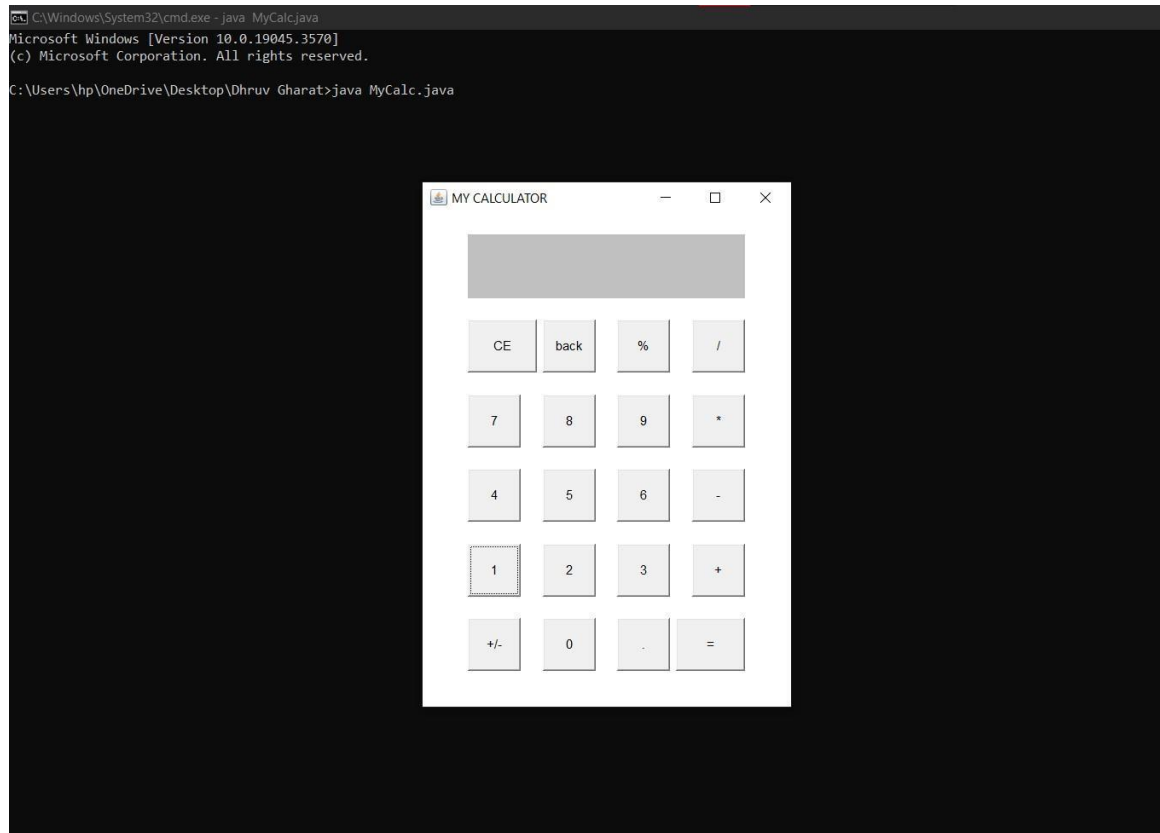 C:\Windows\System32\cmd.exe - java  MyCalc.java
Microsoft Windows [Version 10.0.19045.3570]
(c) Microsoft Corporation. All rights reserved.
C:\Users\hp\OneDrive\Desktop\Dhruv Gharat>java MyCalc.java
MY CALCULATOR
CE back % /
7 8 9 *
4 5 6 -
1 2 3 +
+/- 0 . =